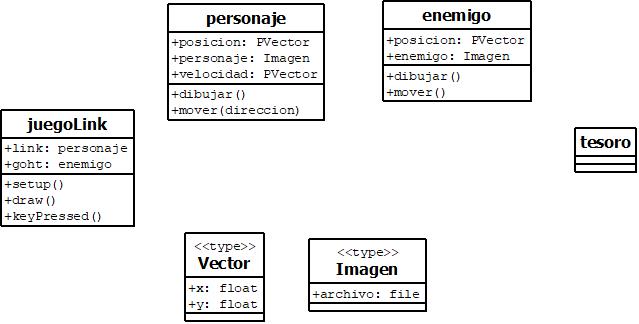 personaje
+posicion: PVector
+personaje: Imagen
+velocidad: PVector
+dibujar()
+mover(direccion)
enemigo
+posicion: PVector
+enemigo: Imagen
+dibujar()
+mover()
juegoLink
+link: personaje
+goht: enemigo
+setup()
+draw()
+keyPressed()
tesoro
<<type>>
Vector
+x: float
+y: float
<<type>>
Imagen
+archivo: file